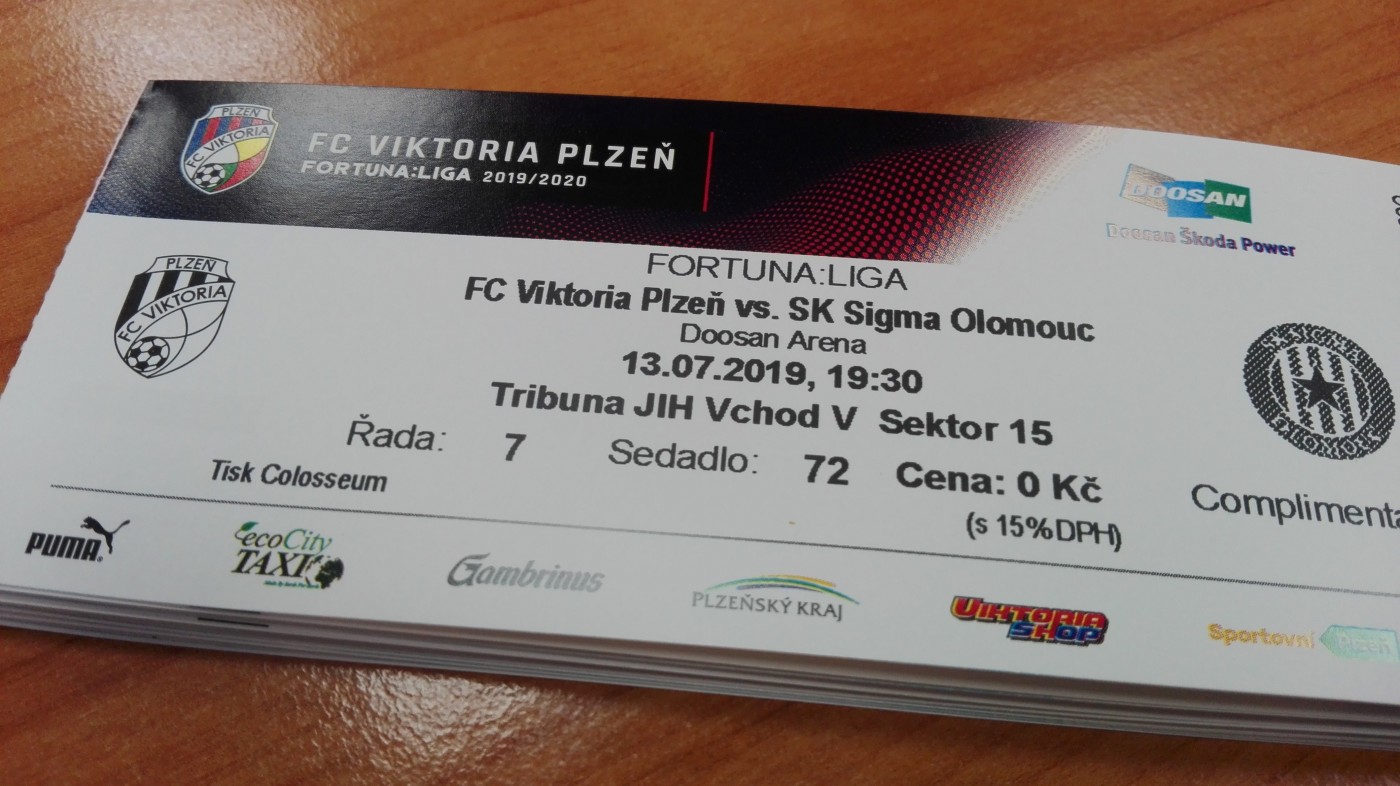 PLZEŇ
FC VIKTORIA
FC VIKTORIA PLZEŇ
FORTUNA:LIGA 2019/2020
DOOSAN
Doosan Škoda Power
PLZEŇ
FC VIKTORIA
FORTUNA:LIGA
FC Viktoria Plzeň vs. SK Sigma Olomouc
Doosan Arena
13.07.2019, 19:30
Tribuna JIH Vchod V Sektor 15
Řada: 7 Sedadlo: 72 Cena: 0 Kč
(s 15%DPH)
Tisk Colosseum
Complimenta
PUMA
ecoCity
TAXI
Gambrinus
PLZEŇSKÝ KRAJ
VIKTORIA
SHOP
Sportovní Plzeň